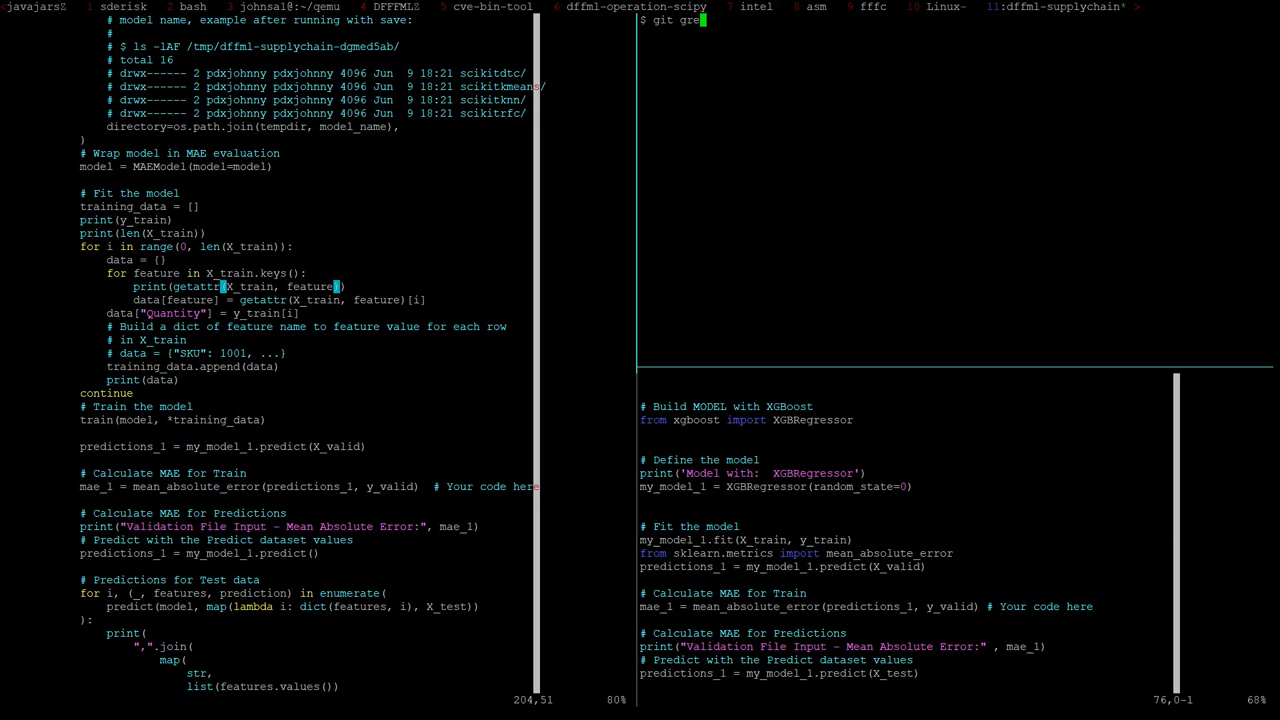 <javajarsZ  1 sderisk  2 bash  3 johnsa1@:~/qemu  4 DFFFMLZ  5 cve-bin-tool  6 dffml-operation-scipy  7 intel  8 asm  9 fffc  10 Linux-  11:dffml-supplychain* >
# model name, example after running with save:
#
# $ ls -lAF /tmp/dffml-supplychain-dgmed5ab/
# total 16
# drwx------ 2 pdxjohnny pdxjohnny 4096 Jun  9 18:21 scikitdtc/
# drwx------ 2 pdxjohnny pdxjohnny 4096 Jun  9 18:21 scikitkmeans/
# drwx------ 2 pdxjohnny pdxjohnny 4096 Jun  9 18:21 scikitknn/
# drwx------ 2 pdxjohnny pdxjohnny 4096 Jun  9 18:21 scikitrfc/
directory=os.path.join(tempdir, model_name),
)
# Wrap model in MAE evaluation
model = MAEModel(model=model)
# Fit the model
training_data = []
print(y_train)
print(len(X_train))
for i in range(0, len(X_train)):
data = {}
for feature in X_train.keys():
print(getattr(X_train, feature))
data[feature] = getattr(X_train, feature)[i]
data["Quantity"] = y_train[i]
# Build a dict of feature name to feature value for each row
# in X_train
# data = {"SKU": 1001, ...}
training_data.append(data)
print(data)
continue
# Train the model
train(model, *training_data)
predictions_1 = my_model_1.predict(X_valid)
# Calculate MAE for Train
mae_1 = mean_absolute_error(predictions_1, y_valid)  # Your code here
# Calculate MAE for Predictions
print("Validation File Input - Mean Absolute Error:", mae_1)
# Predict with the Predict dataset values
predictions_1 = my_model_1.predict()
# Predictions for Test data
for i, (_, features, prediction) in enumerate(
predict(model, map(lambda i: dict(features, i), X_test))
):
print(
",".join(
map(
str,
list(features.values())
204,51  80%
$ git gre
# Build MODEL with XGBoost
from xgboost import XGBRegressor
# Define the model
print('Model with:  XGBRegressor')
my_model_1 = XGBRegressor(random_state=0)
# Fit the model
my_model_1.fit(X_train, y_train)
from sklearn.metrics import mean_absolute_error
predictions_1 = my_model_1.predict(X_valid)
# Calculate MAE for Train
mae_1 = mean_absolute_error(predictions_1, y_valid) # Your code here
# Calculate MAE for Predictions
print("Validation File Input - Mean Absolute Error:" , mae_1)
# Predict with the Predict dataset values
predictions_1 = my_model_1.predict(X_test)
76,0-1  68%